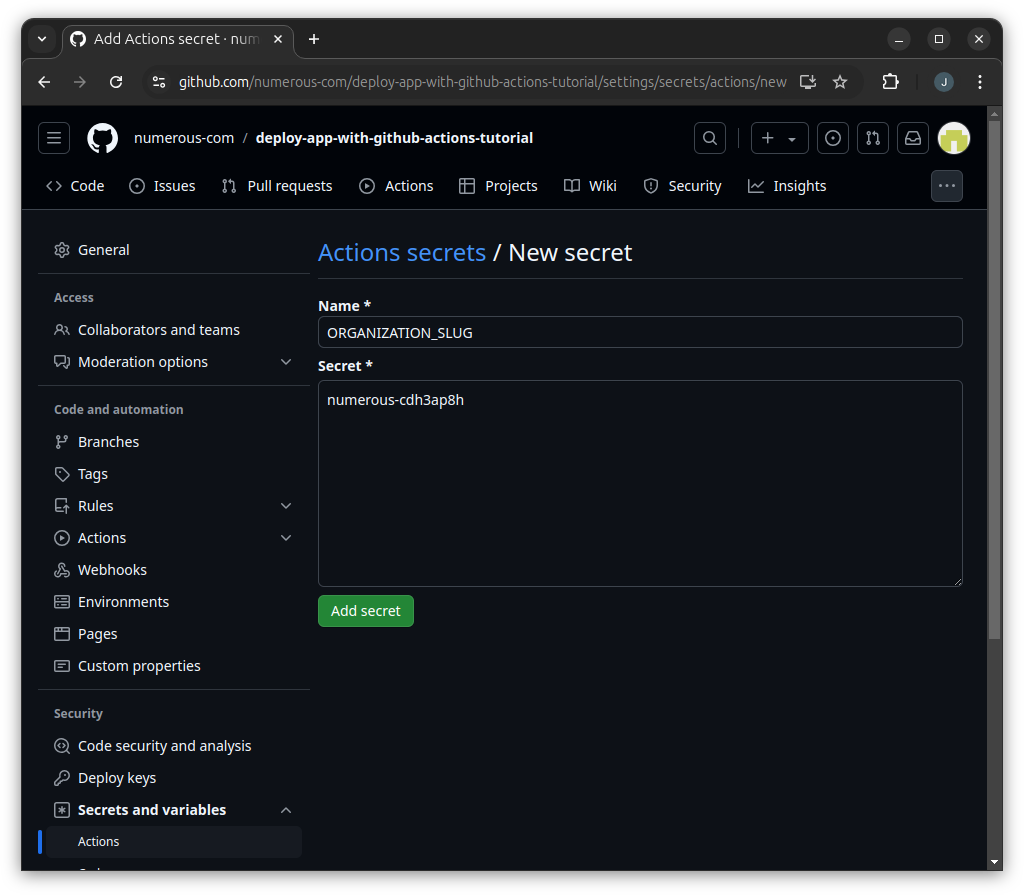 Add Actions secret · num
github.com/numerous-com/deploy-app-with-github-actions-tutorial/settings/secrets/actions/new
J
numerous-com / deploy-app-with-github-actions-tutorial
Code Issues Pull requests Actions Projects Wiki Security Insights
General
Access
Collaborators and teams
Moderation options
Code and automation
Branches
Tags
Rules
Actions
Webhooks
Environments
Pages
Custom properties
Security
Code security and analysis
Deploy keys
Secrets and variables
Actions
Actions secrets / New secret
Name *
ORGANIZATION_SLUG
Secret *
numerous-cdh3ap8h
Add secret